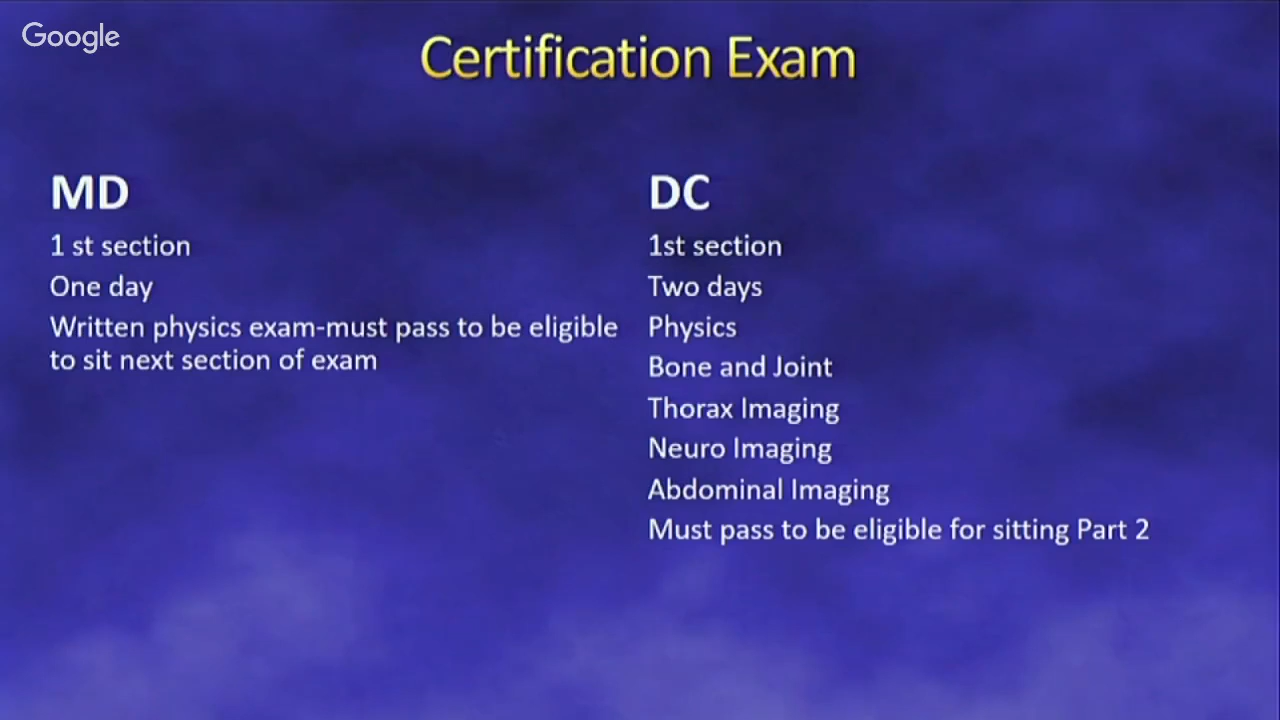 Google
Certification Exam
MD
1 st section
One day
Written physics exam-must pass to be eligible
to sit next section of exam
DC
1st section
Two days
Physics
Bone and Joint
Thorax Imaging
Neuro Imaging
Abdominal Imaging
Must pass to be eligible for sitting Part 2